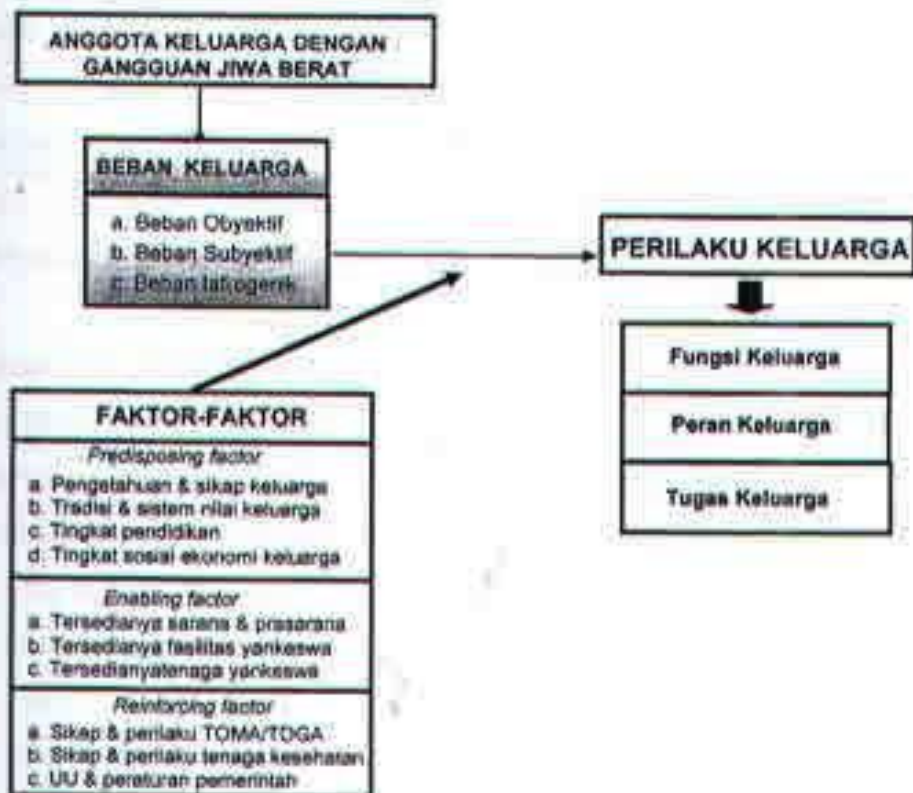 ANGGOTA KELUARGA DENGAN
GANGGUAN JIWA BERAT
BEBAN KELUARGA
a. Beban Obyektif
b. Beban Subyektif
c. Beban Iatrogenik
PERILAKU KELUARGA
Fungsi Keluarga
Peran Keluarga
Tugas Keluarga
FAKTOR-FAKTOR
Predisposing factor
a. Pengetahuan & sikap keluarga
b. Tradisi & sistem nilai keluarga
c. Tingkat pendidikan
d. Tingkat sosial ekonomi keluarga
Enabling factor
a. Tersedianya sarana & prasarana
b. Tersedianya fasilitas yankeswa
c. Tersedianyatenaga yankeswa
Reinforcing factor
a. Sikap & perilaku TOMA/TOGA
b. Sikap & perilaku tenaga kesehatan
c. UU & peraturan pemerintah